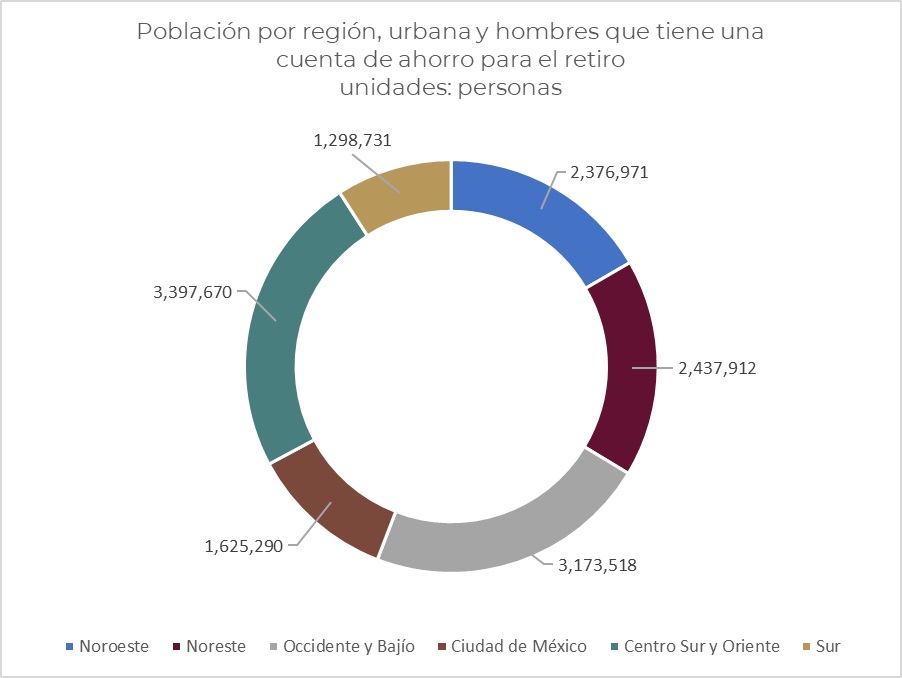 Población por región, urbana y hombres que tiene una
cuenta de ahorro para el retiro
unidades: personas
1,298,731
2,376,971
3,397,670
2,437,912
1,625,290
3,173,518
Noroeste Noreste Occidente y Bajío Ciudad de México Centro Sur y Oriente Sur